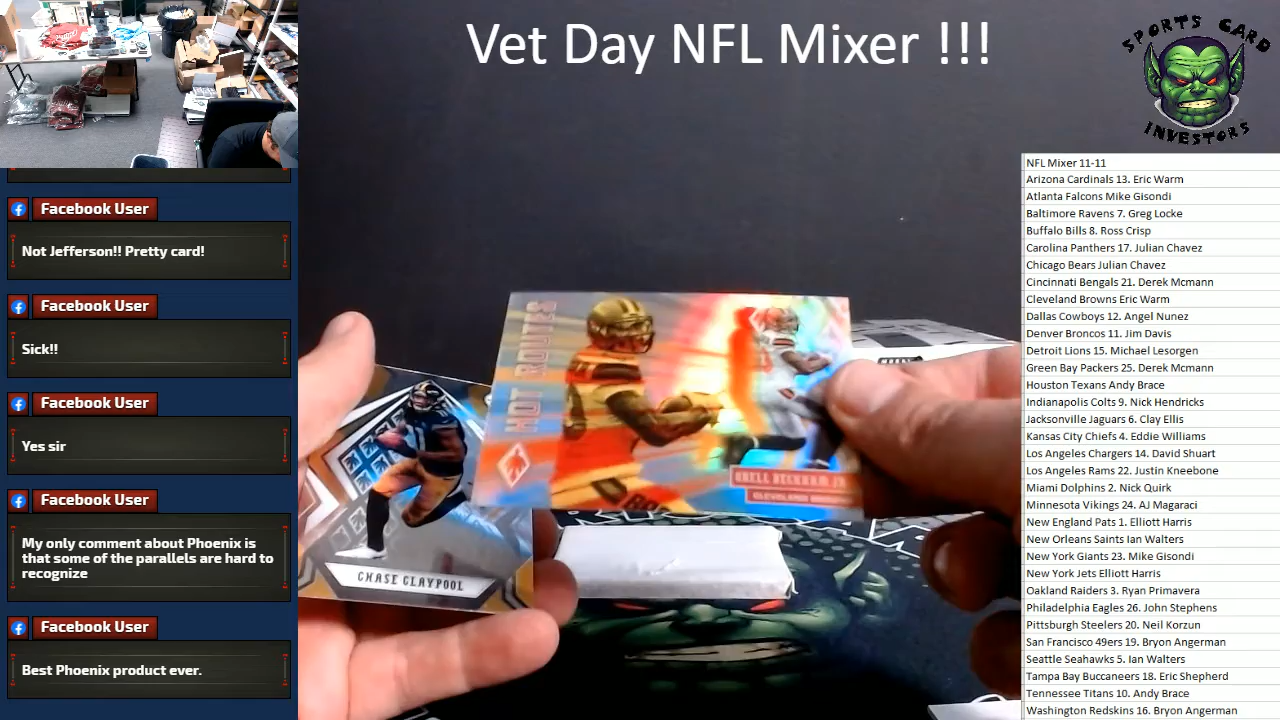 Vet Day NFL Mixer !!!
SPORTS CARD
INVESTORS
Facebook User
Not Jefferson!! Pretty card!
Facebook User
Sick!!
Facebook User
Yes sir
Facebook User
My only comment about Phoenix is
that some of the parallels are hard to
recognize
Facebook User
Best Phoenix product ever.
HOT ROUTES
ODELL BECKHAM JR
CLEVELAND
CHASE CLAYPOOL
NFL Mixer 11-11
Arizona Cardinals 13. Eric Warm
Atlanta Falcons Mike Gisondi
Baltimore Ravens 7. Greg Locke
Buffalo Bills 8. Ross Crisp
Carolina Panthers 17. Julian Chavez
Chicago Bears Julian Chavez
Cincinnati Bengals 21. Derek Mcmann
Cleveland Browns Eric Warm
Dallas Cowboys 12. Angel Nunez
Denver Broncos 11. Jim Davis
Detroit Lions 15. Michael Lesorgen
Green Bay Packers 25. Derek Mcmann
Houston Texans Andy Brace
Indianapolis Colts 9. Nick Hendricks
Jacksonville Jaguars 6. Clay Ellis
Kansas City Chiefs 4. Eddie Williams
Los Angeles Chargers 14. David Shuart
Los Angeles Rams 22. Justin Kneebone
Miami Dolphins 2. Nick Quirk
Minnesota Vikings 24. AJ Magaraci
New England Pats 1. Elliott Harris
New Orleans Saints Ian Walters
New York Giants 23. Mike Gisondi
New York Jets Elliott Harris
Oakland Raiders 3. Ryan Primavera
Philadelphia Eagles 26. John Stephens
Pittsburgh Steelers 20. Neil Korzun
San Francisco 49ers 19. Bryon Angerman
Seattle Seahawks 5. Ian Walters
Tampa Bay Buccaneers 18. Eric Shepherd
Tennessee Titans 10. Andy Brace
Washington Redskins 16. Bryon Angerman